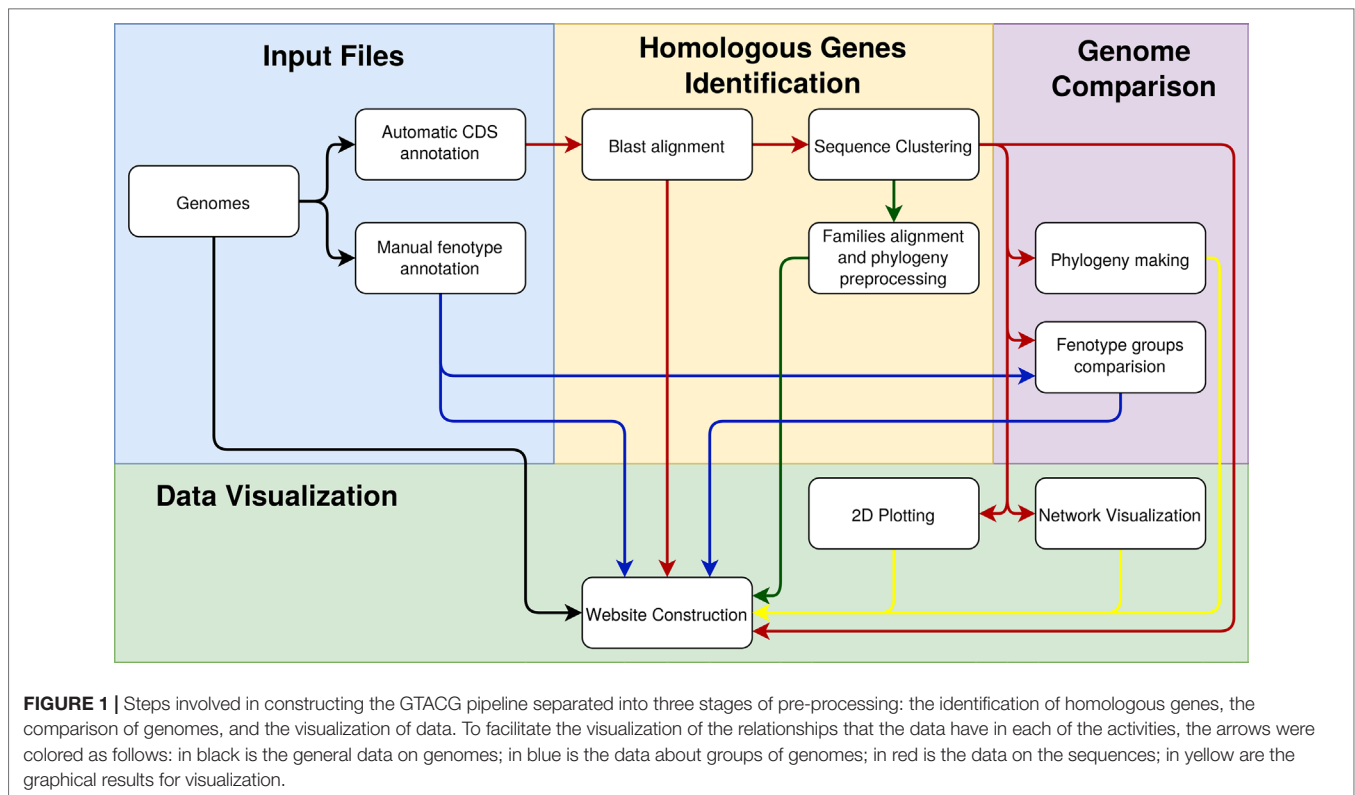 Input Files
Homologous Genes
Identification
Genome
Comparison
Automatic CDS
annotation
Blast alignment
Sequence Clustering
Genomes
Manual fenotype
annotation
Families alignment
and phylogeny
preprocessing
Phylogeny making
Fenotype groups
comparision
Data Visualization
2D Plotting
Network Visualization
Website Construction
FIGURE 1 | Steps involved in constructing the GTACG pipeline separated into three stages of pre-processing: the identification of homologous genes, the
comparison of genomes, and the visualization of data. To facilitate the visualization of the relationships that the data have in each of the activities, the arrows were
colored as follows: in black is the general data on genomes; in blue is the data about groups of genomes; in red is the data on the sequences; in yellow are the
graphical results for visualization.